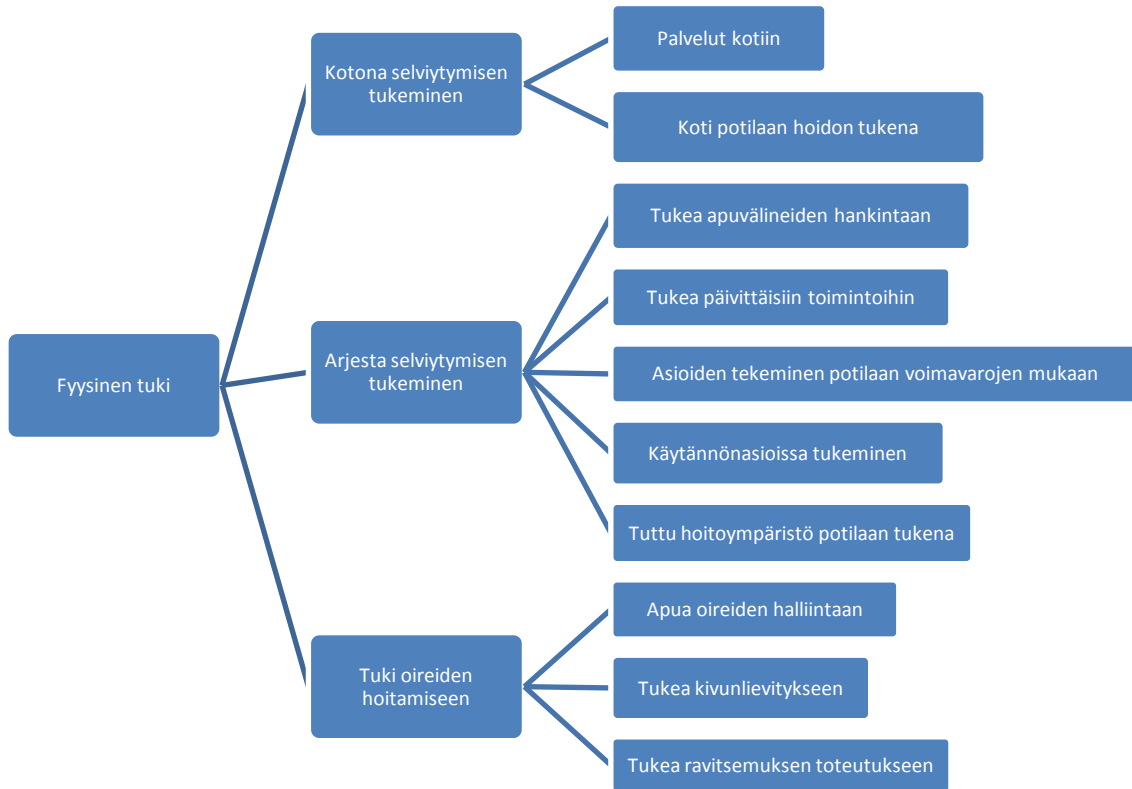 Fyysinen tuki
Kotona selviytymisen
tukeminen
Palvelut kotiin
Koti potilaan hoidon tukena
Arjesta selviytymisen
tukeminen
Tukea apuvälineiden hankintaan
Tukea päivittäisiin toimintoihin
Asioiden tekeminen potilaan voimavarojen mukaan
Käytännönasioissa tukeminen
Tuttu hoitoympäristö potilaan tukena
Tuki oireiden
hoitamiseen
Apua oireiden halliintaan
Tukea kivunlievitykseen
Tukea ravitsemuksen toteutukseen